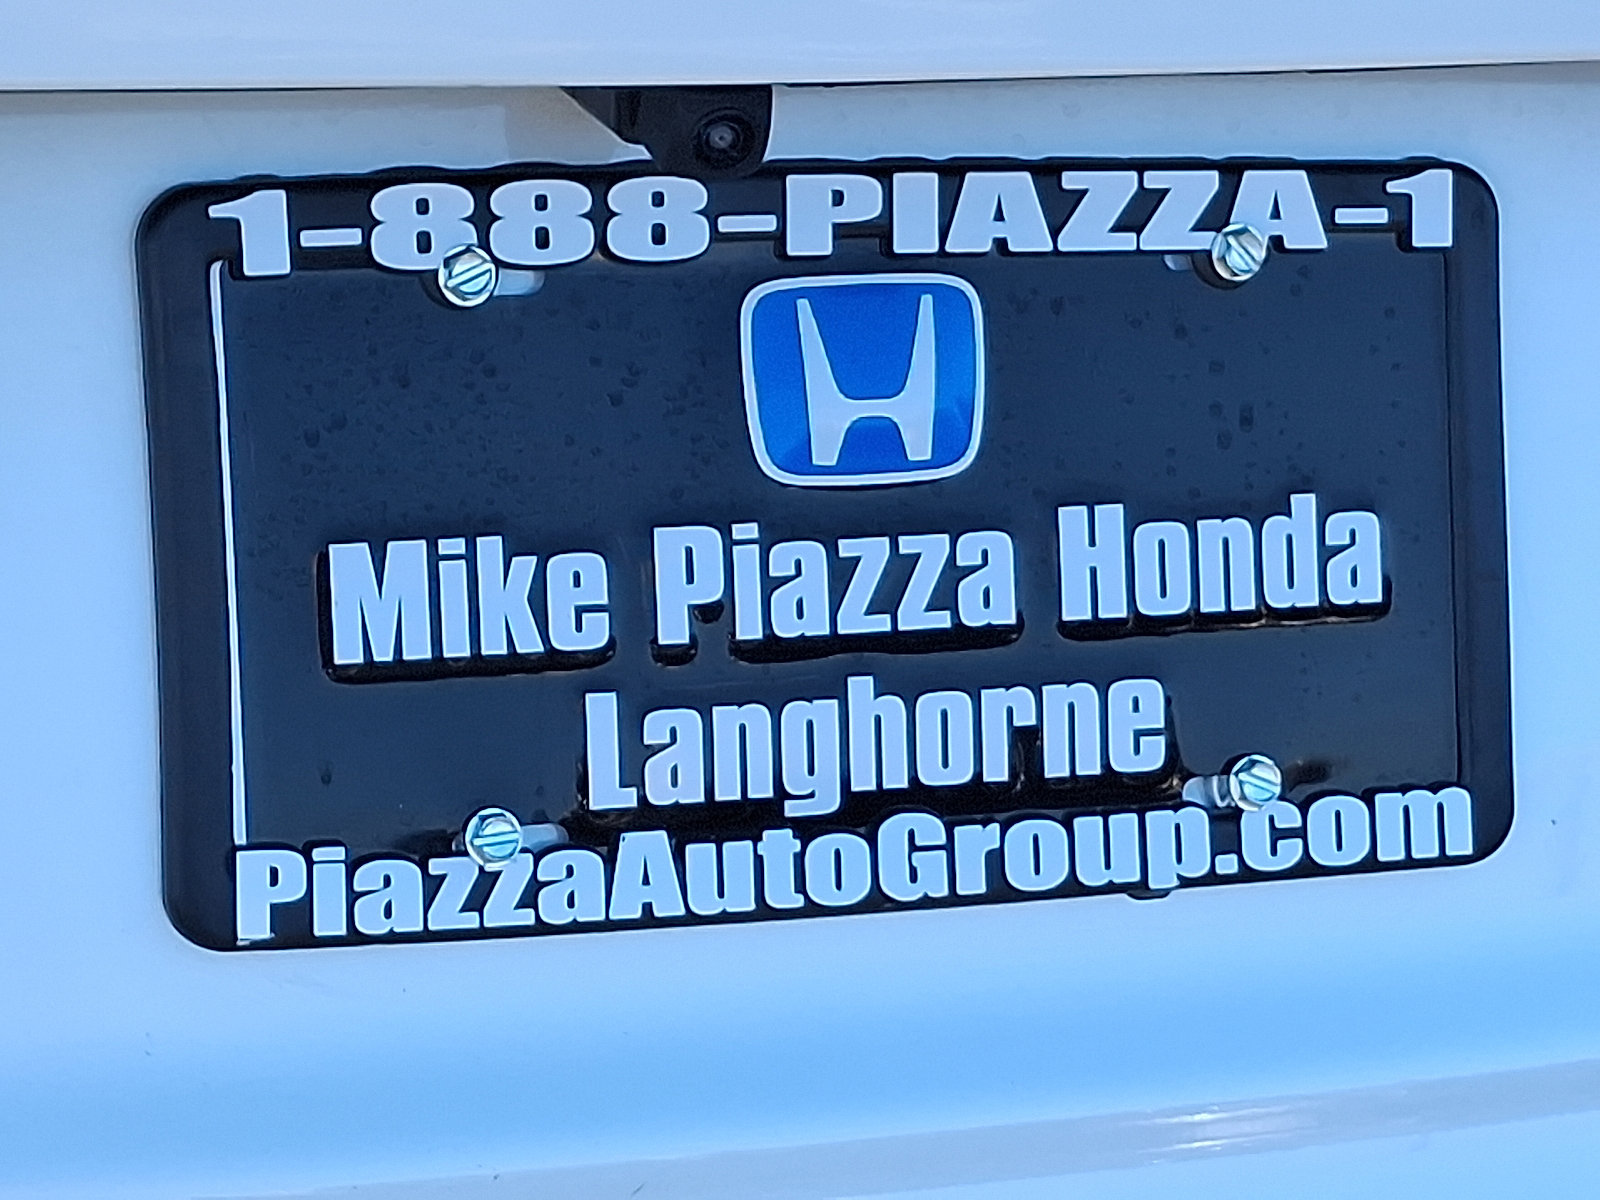 1-888-PIAZZA-1
Mike Piazza Honda
Langhorne
PiazzaAutoGroup.com